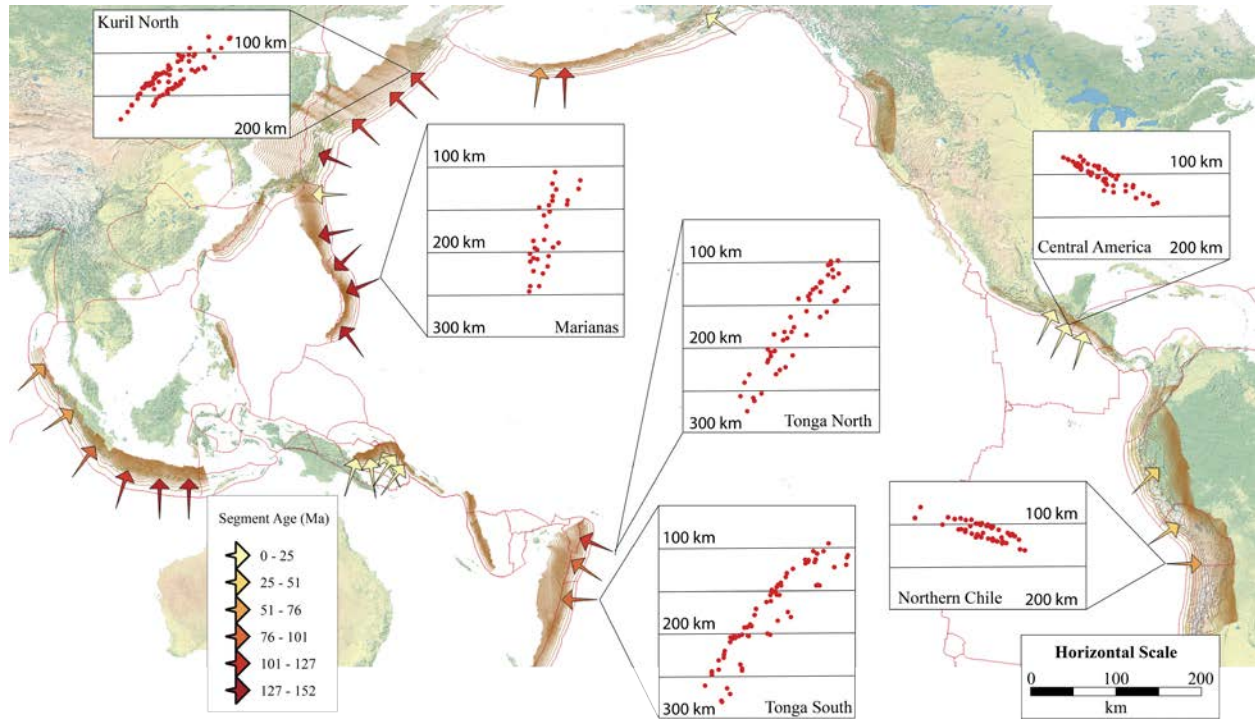 Kuril North
100 km
200 km
100 km
200 km
300 km
Marianas
100 km
200 km
300 km
Tonga North
100 km
Central America
200 km
100 km
200 km
300 km
Tonga South
100 km
Northern Chile
200 km
Segment Age (Ma)
0 - 25
25 - 51
51 - 76
76 - 101
101 - 127
127 - 152
Horizontal Scale
0 100 200
km